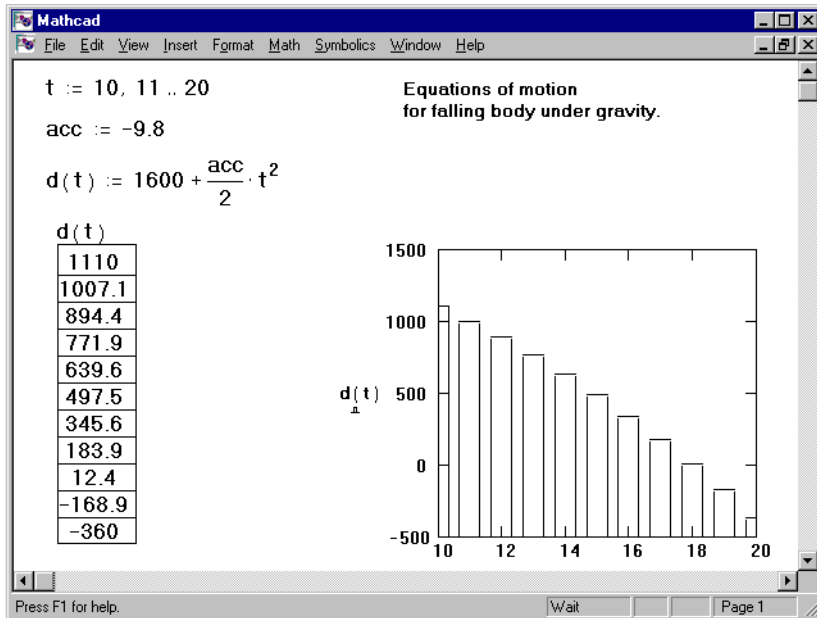 Mathcad
File Edit View Insert Format Math Symbolics Window Help
t := 10, 11 .. 20
Equations of motion
for falling body under gravity.
acc := -9.8
d(t) := 1600 + acc/2 · t²
d(t)
1110
1007.1
894.4
771.9
639.6
497.5
345.6
183.9
12.4
-168.9
-360
1500
1000
d(t) 500
0
-500
10 12 14 16 18 20
Press F1 for help. Wait Page 1